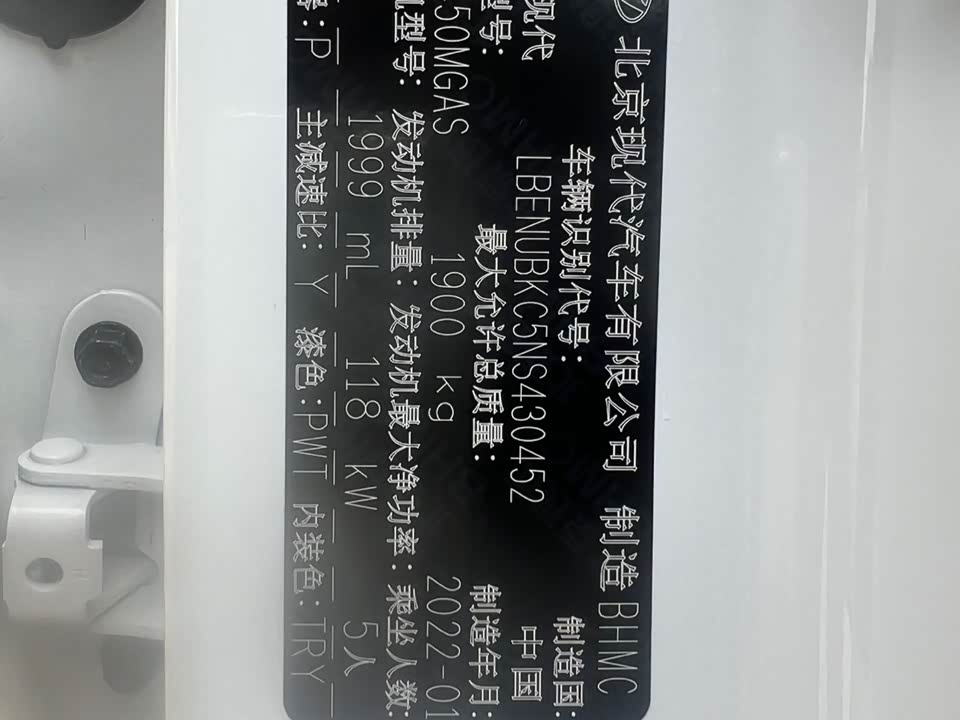 北京现代汽车有限公司 制造 BHMC
车辆识别代号: 制造国:
现代 LBENUBKC5NS430452 中国
型号: 最大允许总质量: 制造年月:
50MGAS 1900 kg 2022-01
机型号: 发动机排量: 发动机最大净功率: 乘坐人数:
1999 mL 118 kW 5人
: P 主减速比: Y 漆色: PWT 内装色: TRY